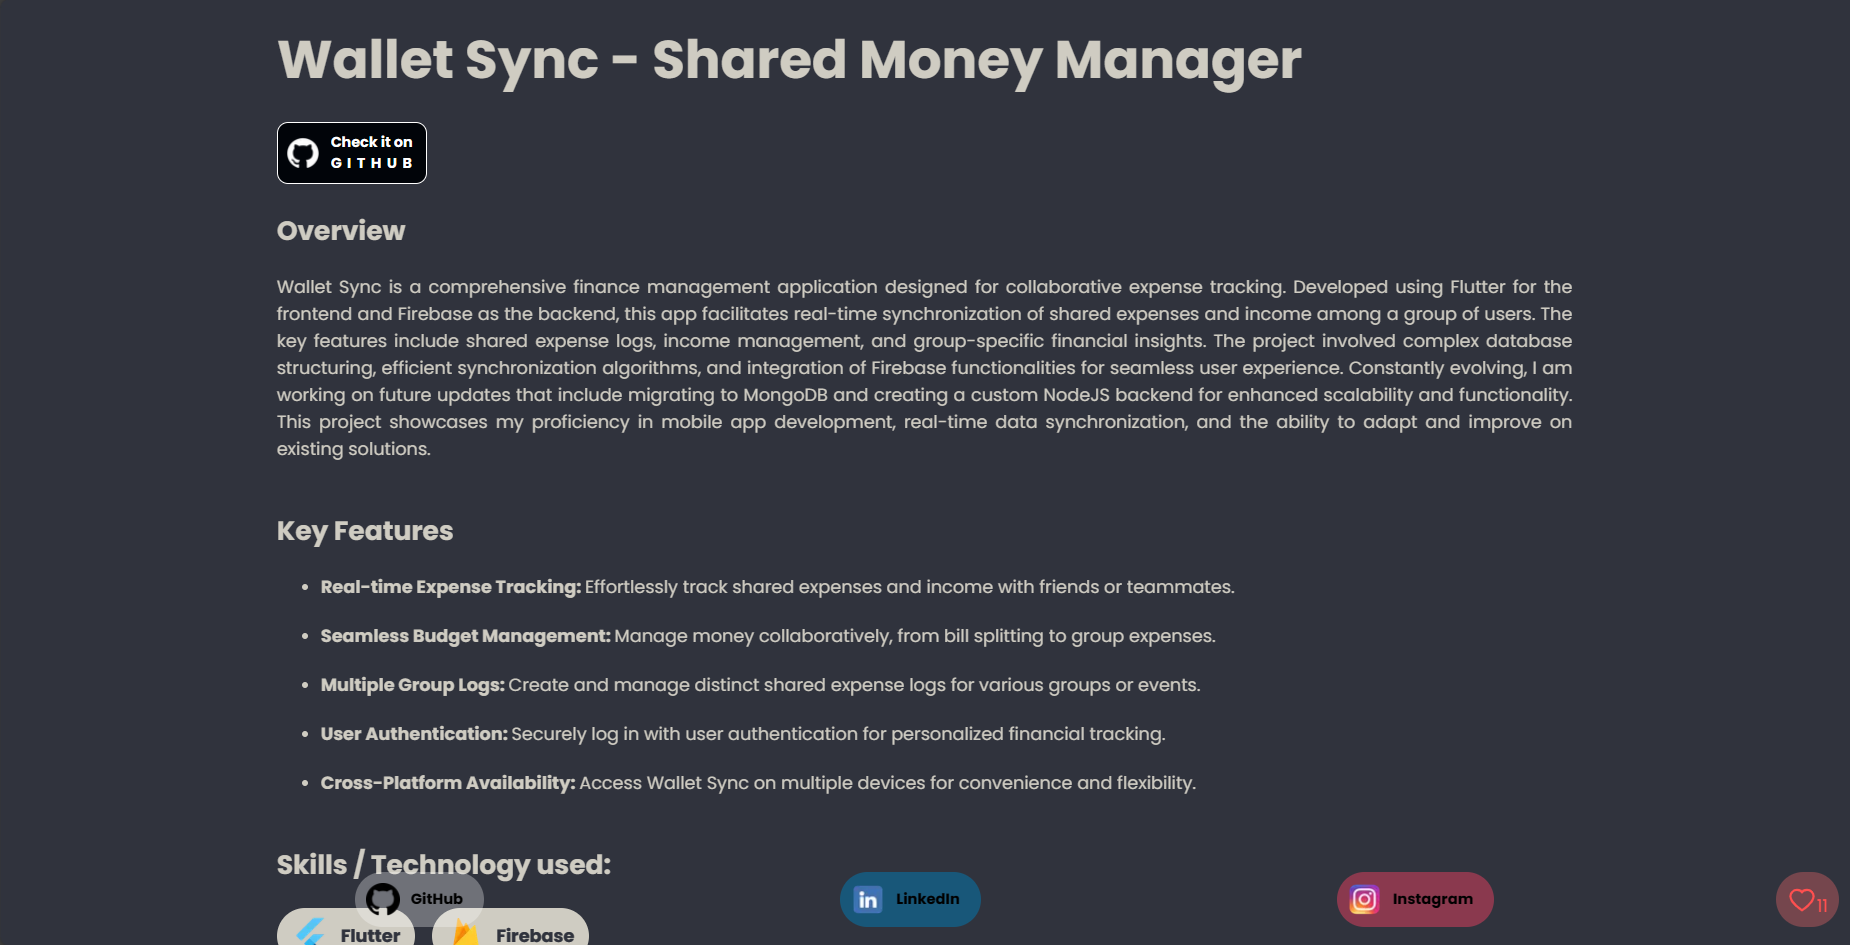 Wallet Sync - Shared Money Manager
Check it on
GITHUB
Overview
Wallet Sync is a comprehensive finance management application designed for collaborative expense tracking. Developed using Flutter for the
frontend and Firebase as the backend, this app facilitates real-time synchronization of shared expenses and income among a group of users. The
key features include shared expense logs, income management, and group-specific financial insights. The project involved complex database
structuring, efficient synchronization algorithms, and integration of Firebase functionalities for seamless user experience. Constantly evolving, I am
working on future updates that include migrating to MongoDB and creating a custom NodeJS backend for enhanced scalability and functionality.
This project showcases my proficiency in mobile app development, real-time data synchronization, and the ability to adapt and improve on
existing solutions.
Key Features
• Real-time Expense Tracking: Effortlessly track shared expenses and income with friends or teammates.
• Seamless Budget Management: Manage money collaboratively, from bill splitting to group expenses.
• Multiple Group Logs: Create and manage distinct shared expense logs for various groups or events.
• User Authentication: Securely log in with user authentication for personalized financial tracking.
• Cross-Platform Availability: Access Wallet Sync on multiple devices for convenience and flexibility.
Skills / Technology used:
GitHub
LinkedIn
Instagram
11
Flutter
Firebase